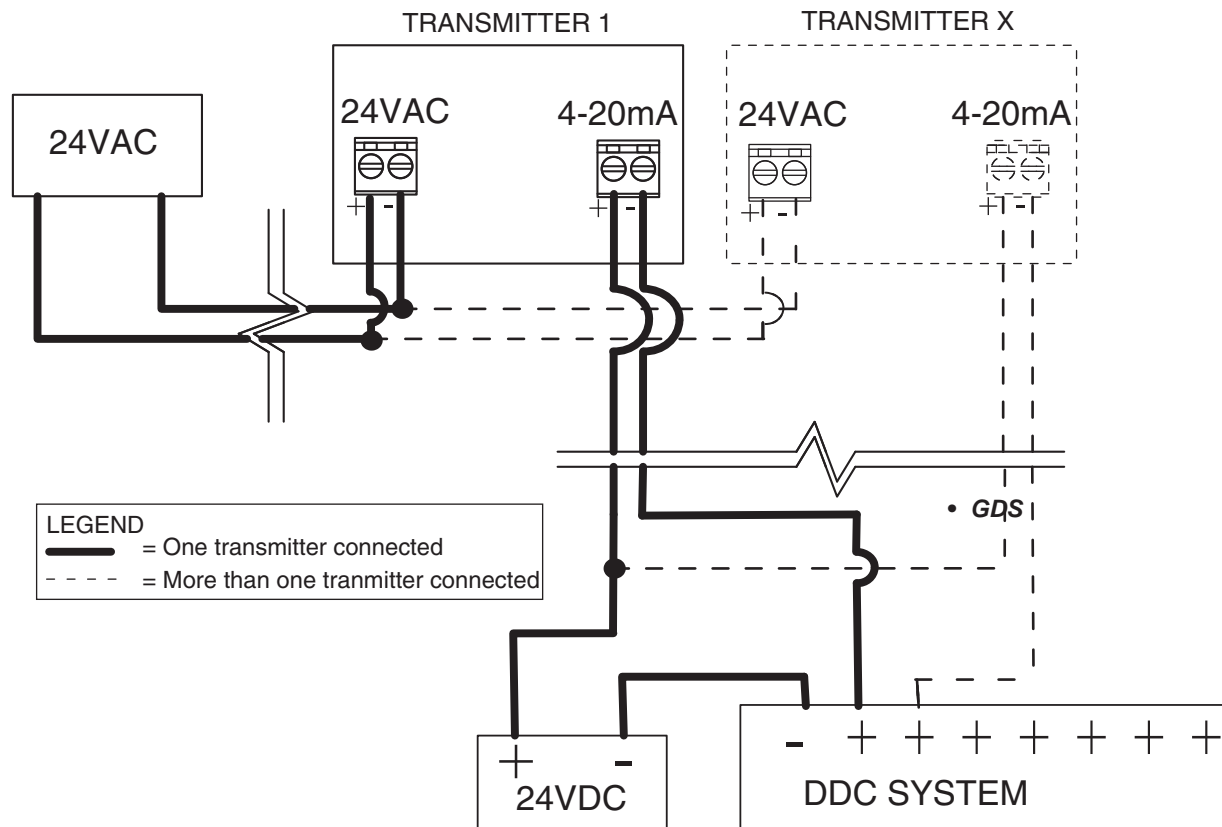 TRANSMITTER 1
TRANSMITTER X
24VAC
24VAC
4-20mA
24VAC
4-20mA
+ -
+ -
+ -
+ -
• GDS
LEGEND
= One transmitter connected
= More than one tranmitter connected
+ -
24VDC
- + + + + + + +
DDC SYSTEM